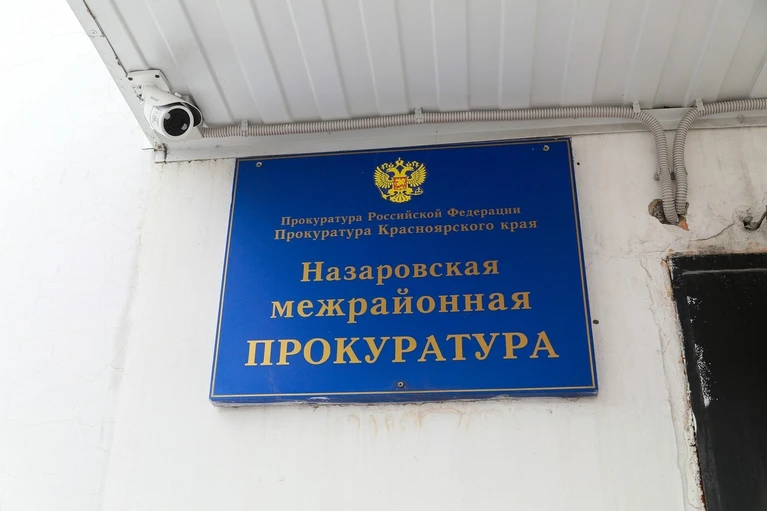 Прокуратура Российской Федерации
Прокуратура Красноярского края
Назаровская
межрайонная
ПРОКУРАТУРА